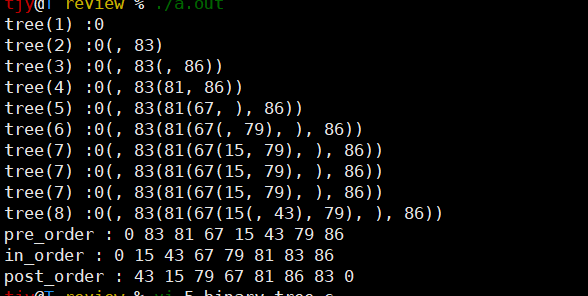 tjy@T review % ./a.out
tree(1) :0
tree(2) :0(, 83)
tree(3) :0(, 83(, 86))
tree(4) :0(, 83(81, 86))
tree(5) :0(, 83(81(67, ), 86))
tree(6) :0(, 83(81(67(, 79), ), 86))
tree(7) :0(, 83(81(67(15, 79), ), 86))
tree(7) :0(, 83(81(67(15, 79), ), 86))
tree(7) :0(, 83(81(67(15, 79), ), 86))
tree(8) :0(, 83(81(67(15(, 43), 79), ), 86))
pre_order : 0 83 81 67 15 43 79 86
in_order : 0 15 43 67 79 81 83 86
post_order : 43 15 79 67 81 86 83 0
tjy@T review % vi 5.binary_tree.c